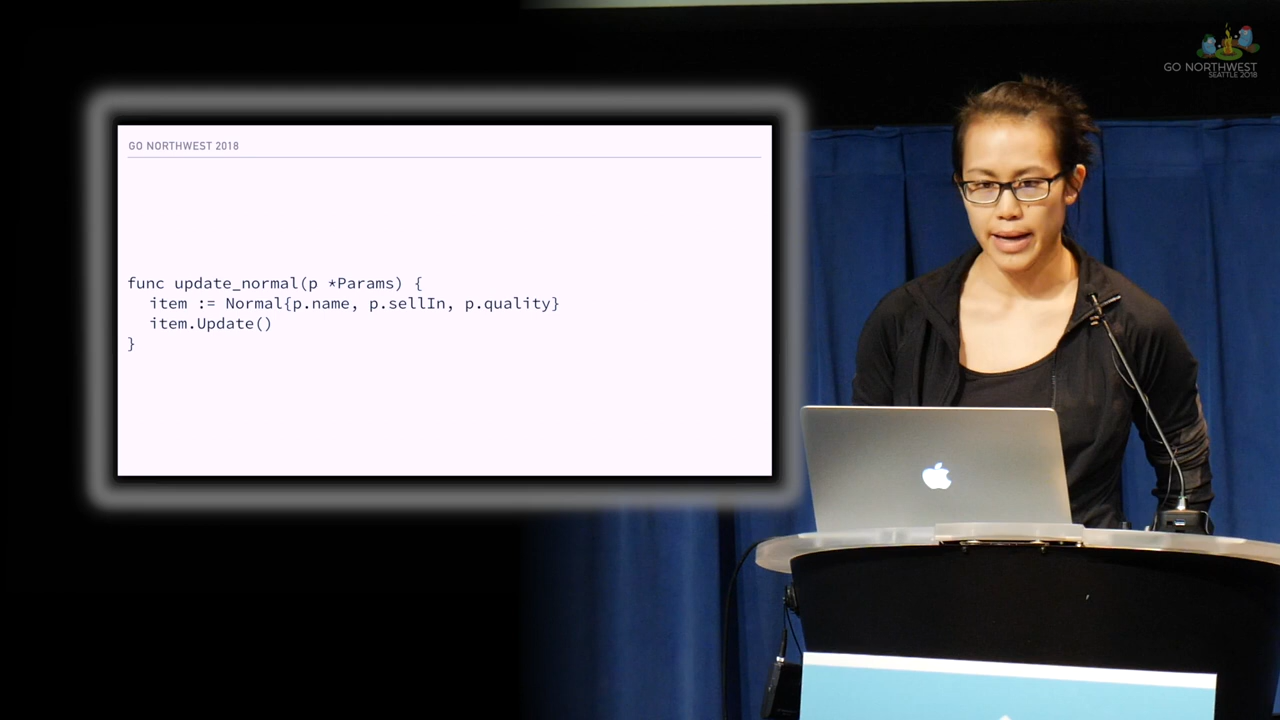 GO NORTHWEST 2018
func update_normal(p *Params) {
item := Normal{p.name, p.sellIn, p.quality}
item.Update()
}
GO NORTHWEST
SEATTLE 2018